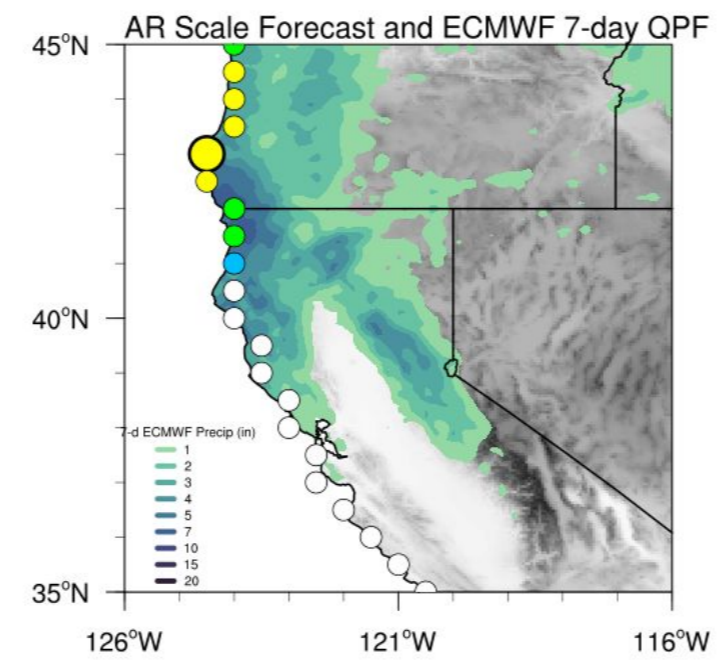 AR Scale Forecast and ECMWF 7-day QPF
45°N
40°N
7-d ECMWF Precip (in)
1
2
3
4
5
7
10
15
20
35°N
126°W
121°W
116°W